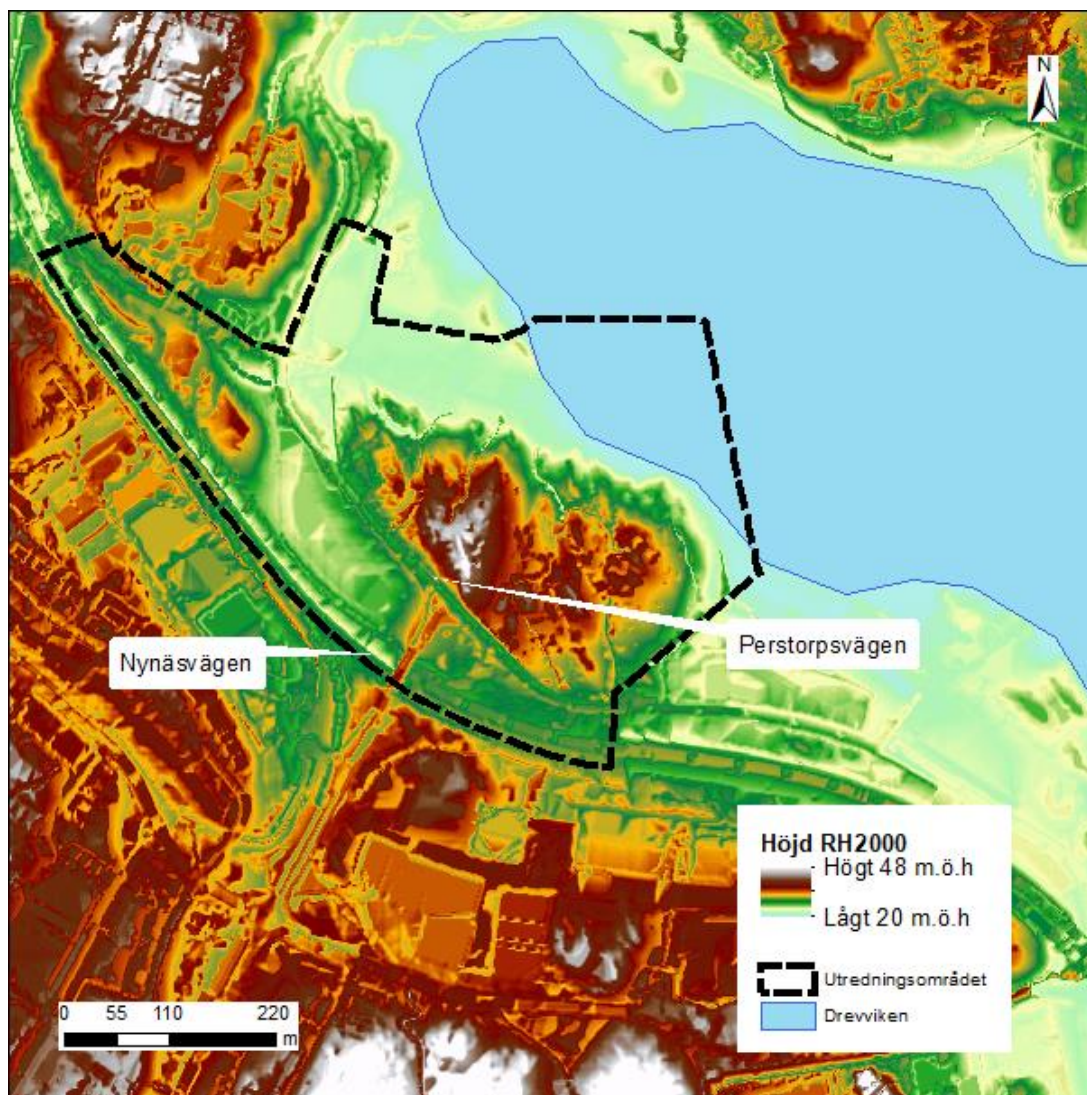 N
Nynäsvägen
Perstorpsvägen
Höjd RH2000
Högt 48 m.ö.h
Lågt 20 m.ö.h
Utredningsområdet
Drevviken
0 55 110 220
m